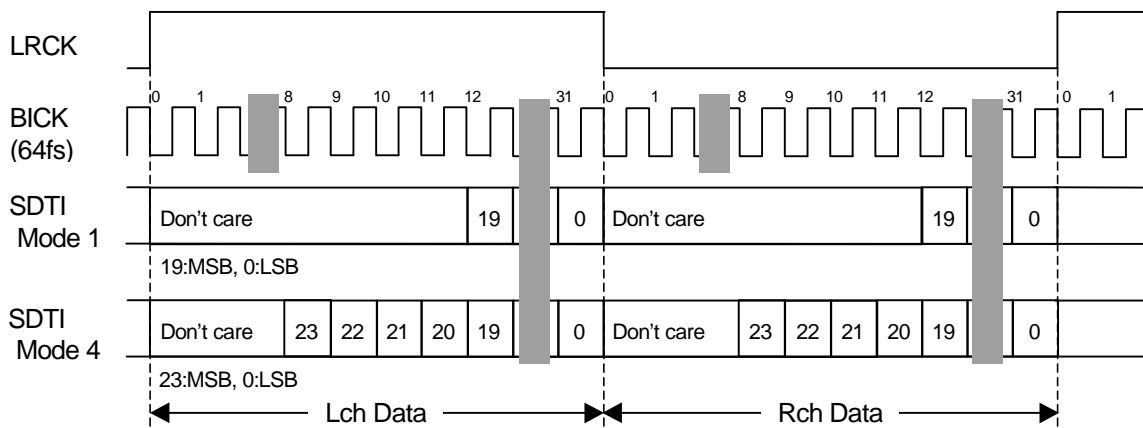 LRCK
0 1 8 9 10 11 12 31 0 1 8 9 10 11 12 31 0 1
BICK
(64fs)
SDTI
Mode 1
Don't care 19 0 Don't care 19 0
19:MSB, 0:LSB
SDTI
Mode 4
Don't care 23 22 21 20 19 0 Don't care 23 22 21 20 19 0
23:MSB, 0:LSB
Lch Data Rch Data